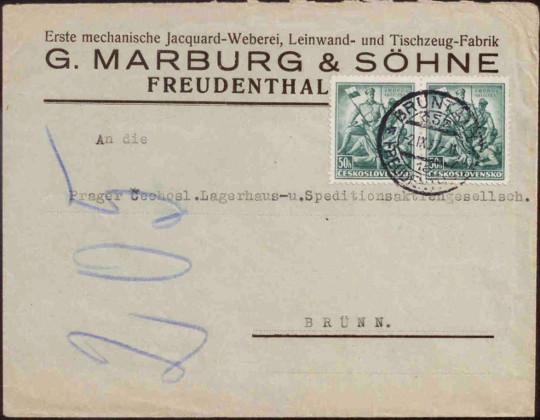 Erste mechanische Jacquard-Weberei, Leinwand- und Tischzeug-Fabrik
G. MARBURG & SÖHNE
FREUDENTHAL
50h ČESKOSLOVENSKO
50h ČESKOSLOVENSKO
An die
Prager Čechosl.Lagerhaus-u.Speditionsaktiengesellsch.
205
BRÜNN.